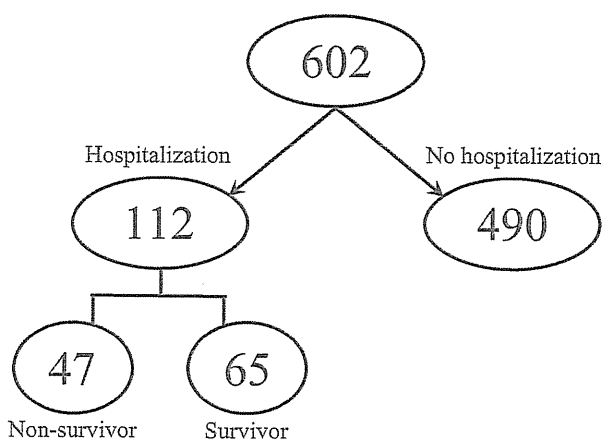 602
Hospitalization
No hospitalization
112
490
47
65
Non-survivor
Survivor